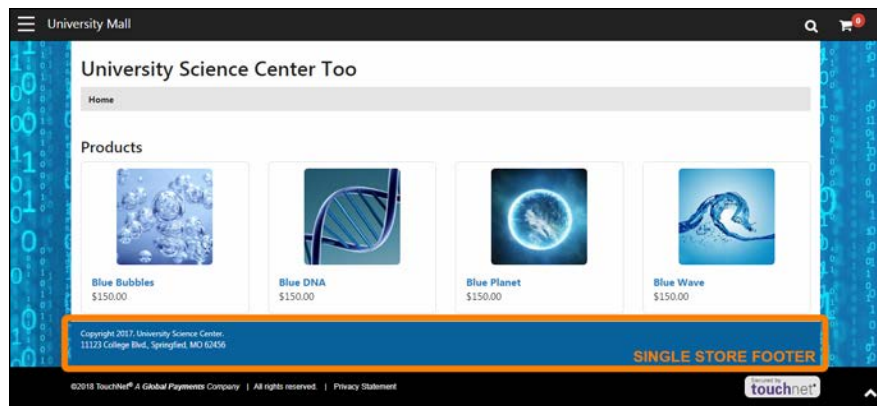 University Mall
0
University Science Center Too
Home
Products
Blue Bubbles
$150.00
Blue DNA
$150.00
Blue Planet
$150.00
Blue Wave
$150.00
Copyright 2017. University Science Center.
11123 College Blvd., Springfied, MO 62456
SINGLE STORE FOOTER
©2018 TouchNet® A Global Payments Company | All rights reserved. | Privacy Statement
Secured by
touchnet®